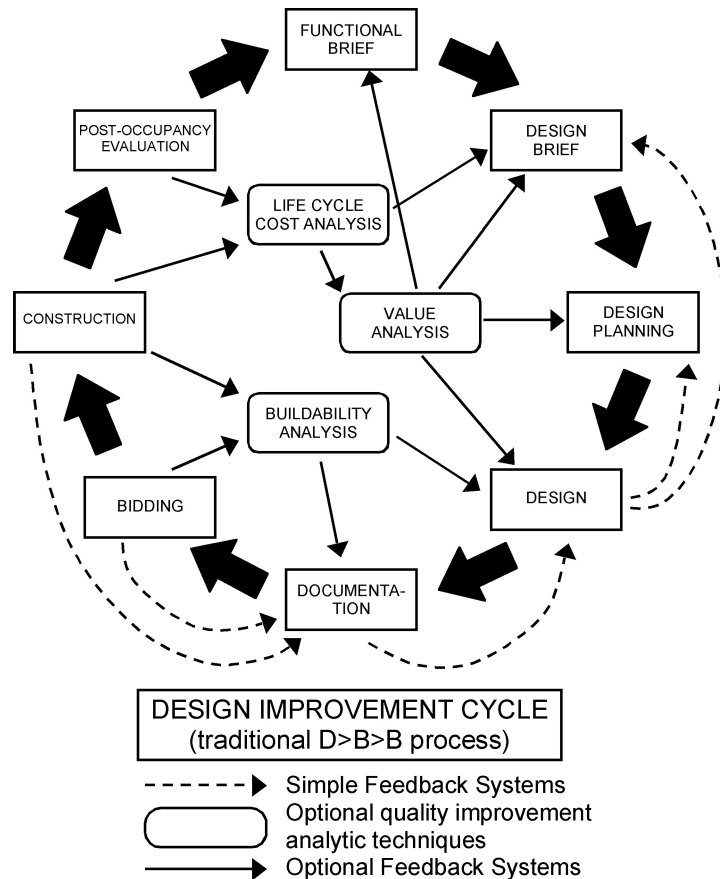 FUNCTIONAL
BRIEF
POST-OCCUPANCY
EVALUATION
DESIGN
BRIEF
LIFE CYCLE
COST ANALYSIS
CONSTRUCTION
VALUE
ANALYSIS
DESIGN
PLANNING
BUILDABILITY
ANALYSIS
BIDDING
DESIGN
DOCUMENTA-
TION
DESIGN IMPROVEMENT CYCLE
(traditional D>B>B process)
Simple Feedback Systems
Optional quality improvement
analytic techniques
Optional Feedback Systems